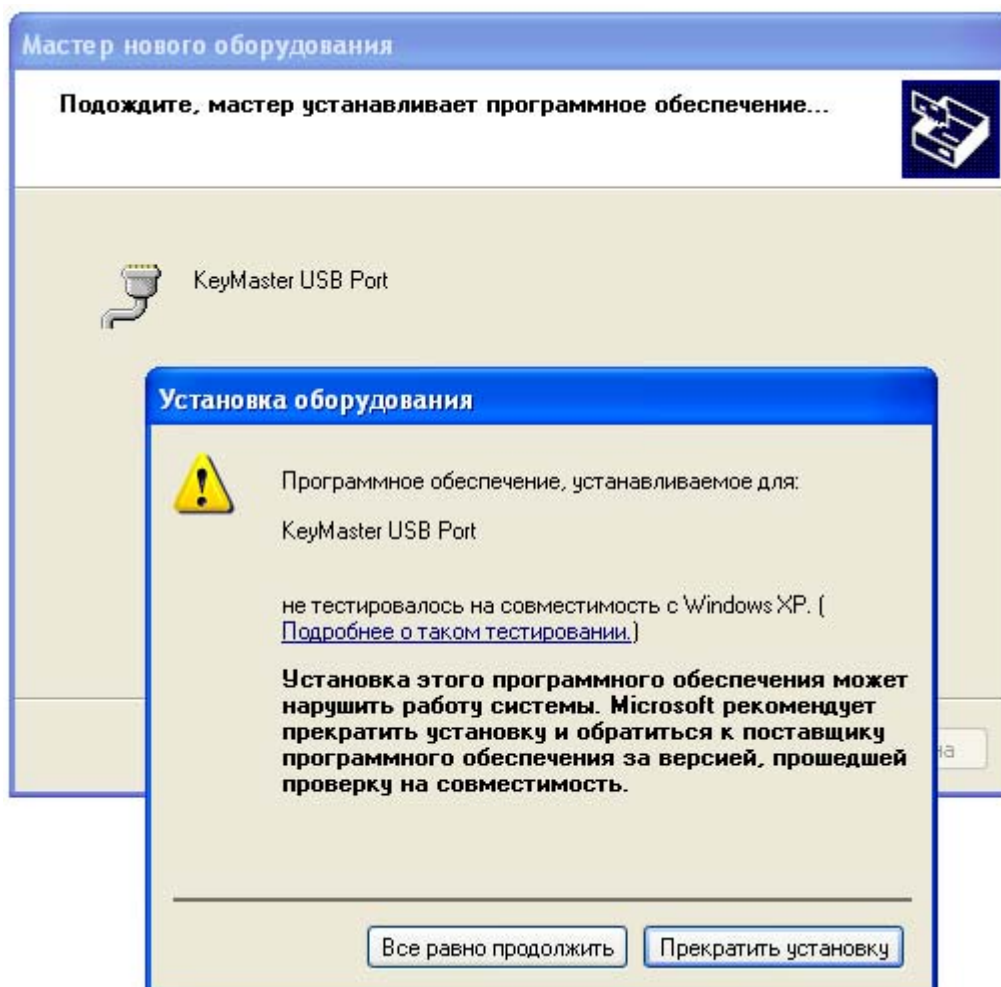 Мастер нового оборудования
Подождите, мастер устанавливает программное обеспечение...
KeyMaster USB Port
Установка оборудования
Программное обеспечение, устанавливаемое для:
KeyMaster USB Port
не тестировалось на совместимость с Windows XP. (
Подробнее о таком тестировании.)
Установка этого программного обеспечения может
нарушить работу системы. Microsoft рекомендует
прекратить установку и обратиться к поставщику
программного обеспечения за версией, прошедшей
проверку на совместимость.
Все равно продолжить
Прекратить установку